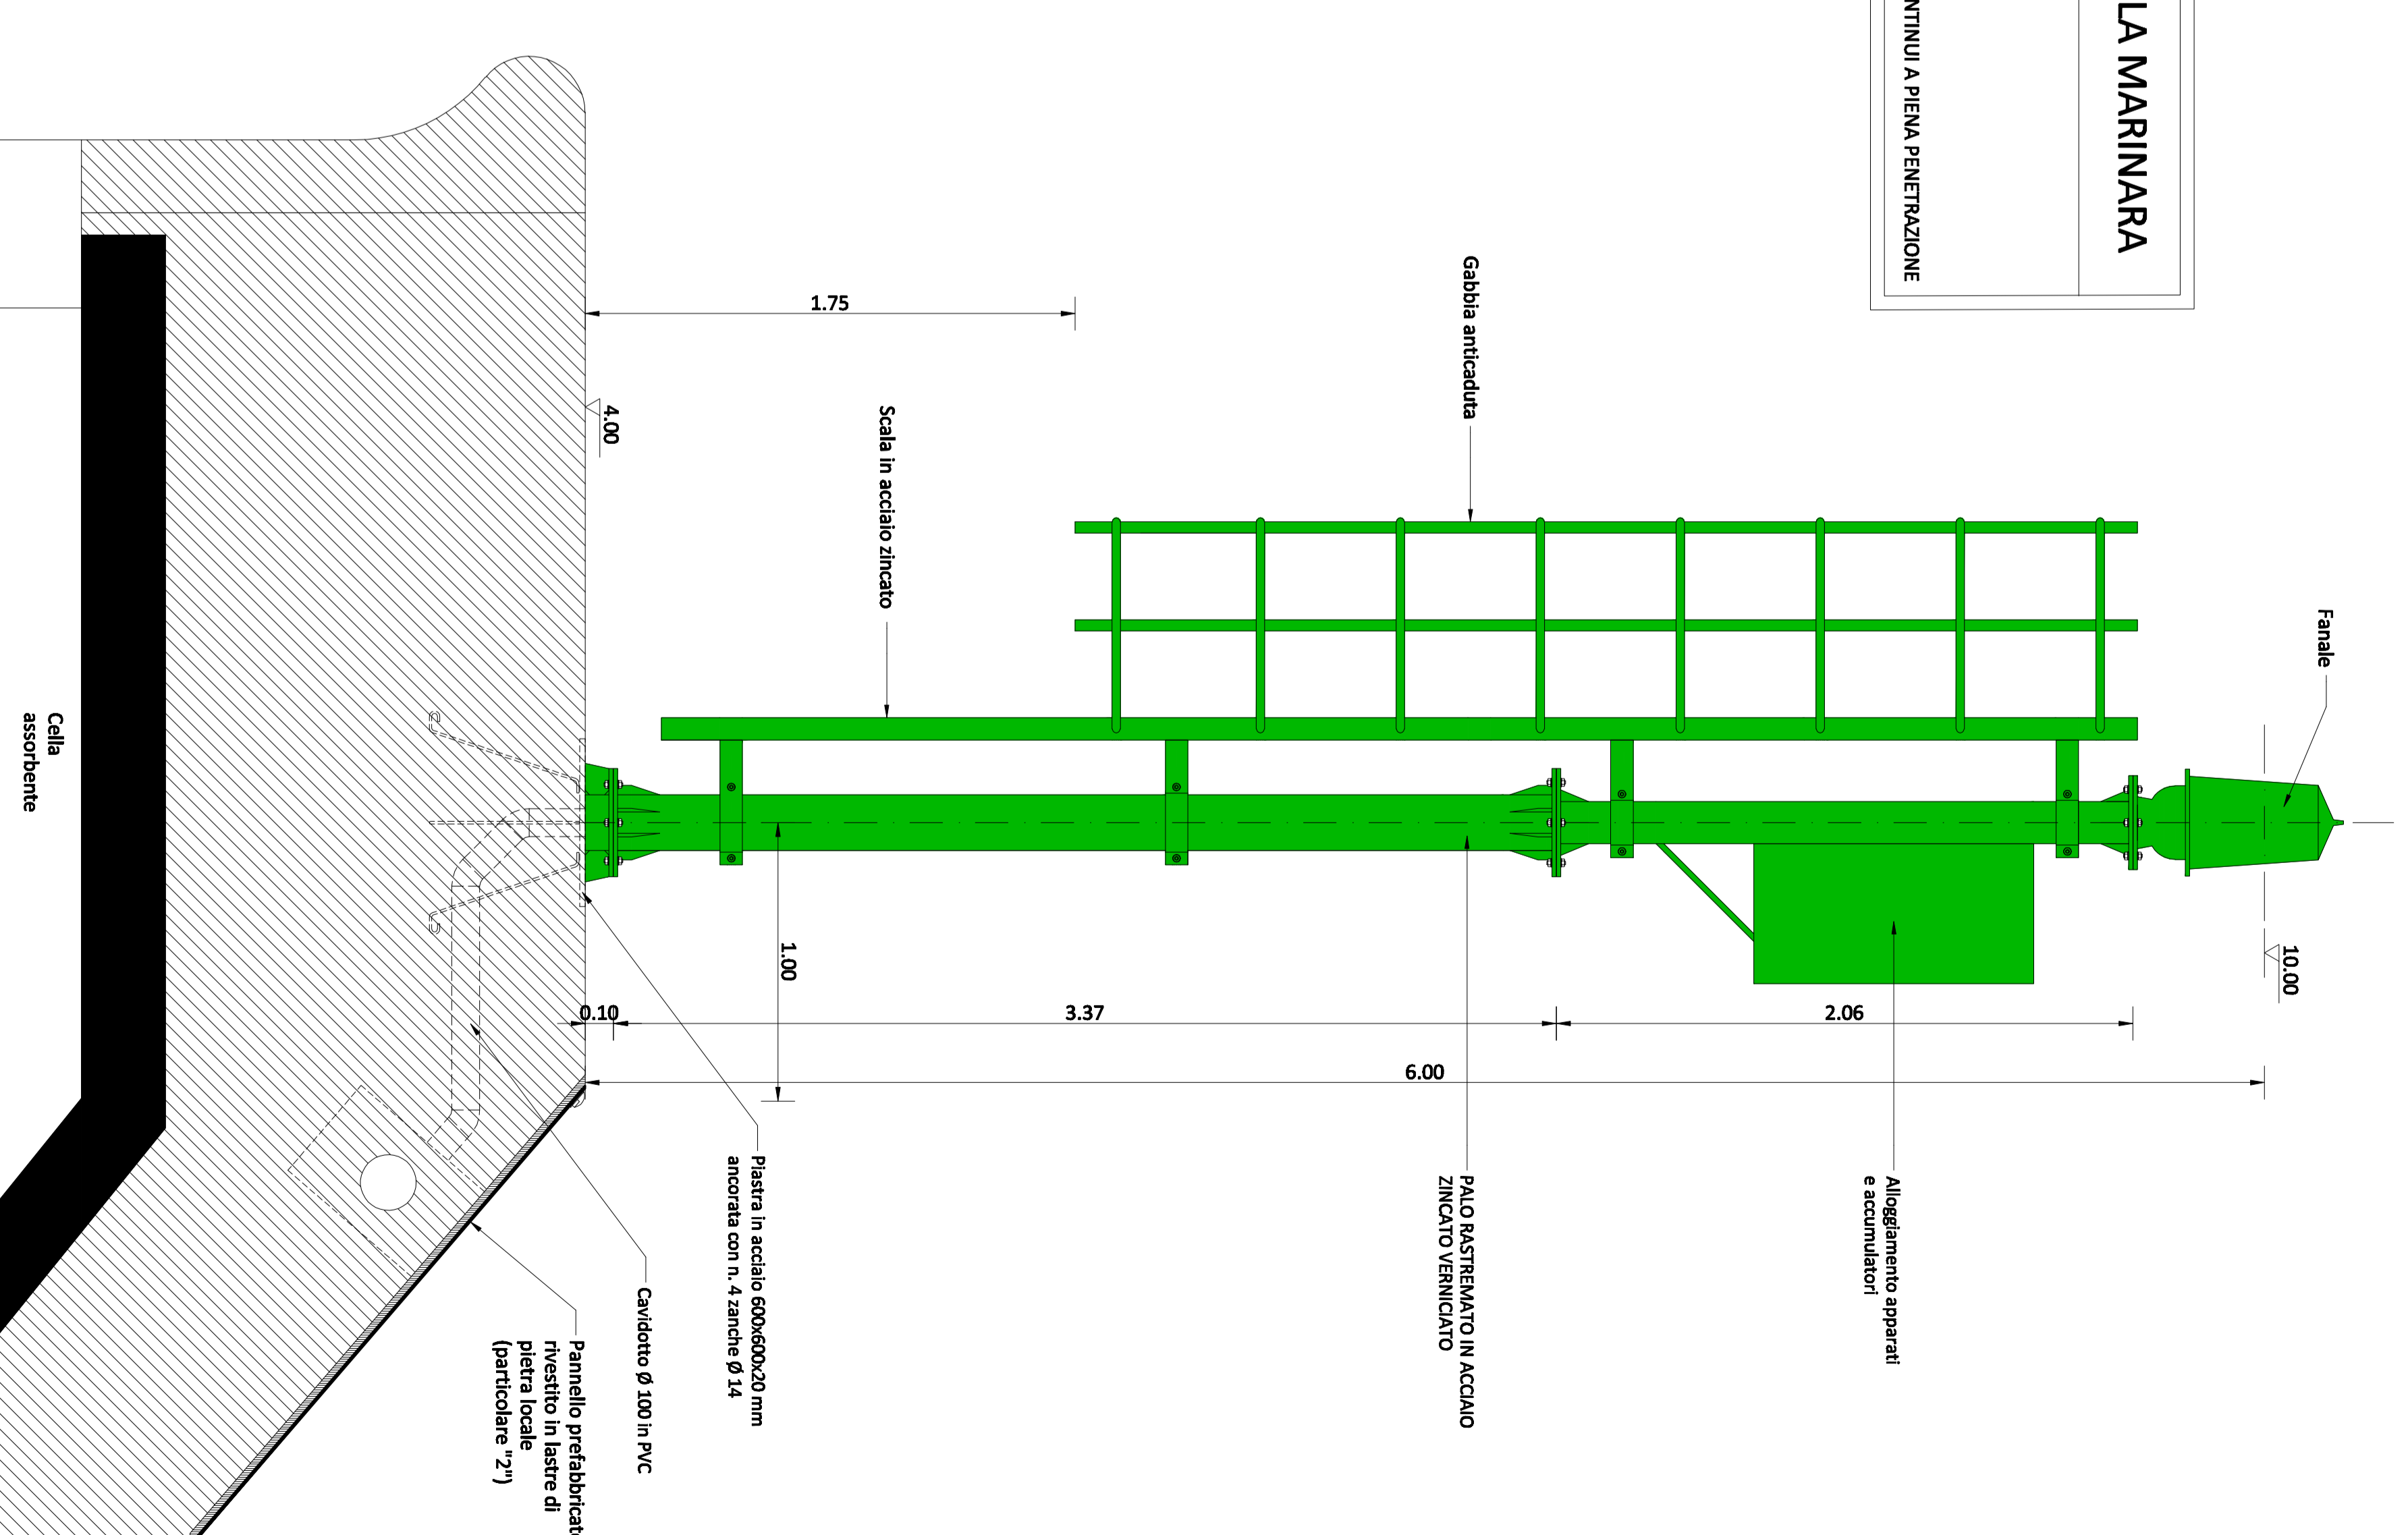 LA MARINARA
NTINUI A PIENA PENETRAZIONE
Fanale
10.00
Gabbia anticaduta
Alloggiamento apparati
e accumulatori
2.06
PALO RASTREMATO IN ACCIAIO
ZINCATO VERNICIATO
6.00
3.37
Scala in acciaio zincato
1.75
1.00
Piastra in acciaio 600x600x20 mm
ancorata con n. 4 zanche Ø 14
4.00
0.10
Cavidotto Ø 100 in PVC
Pannello prefabbricato
rivestito in lastre di
pietra locale
(particolare "2")
Cella
assorbente